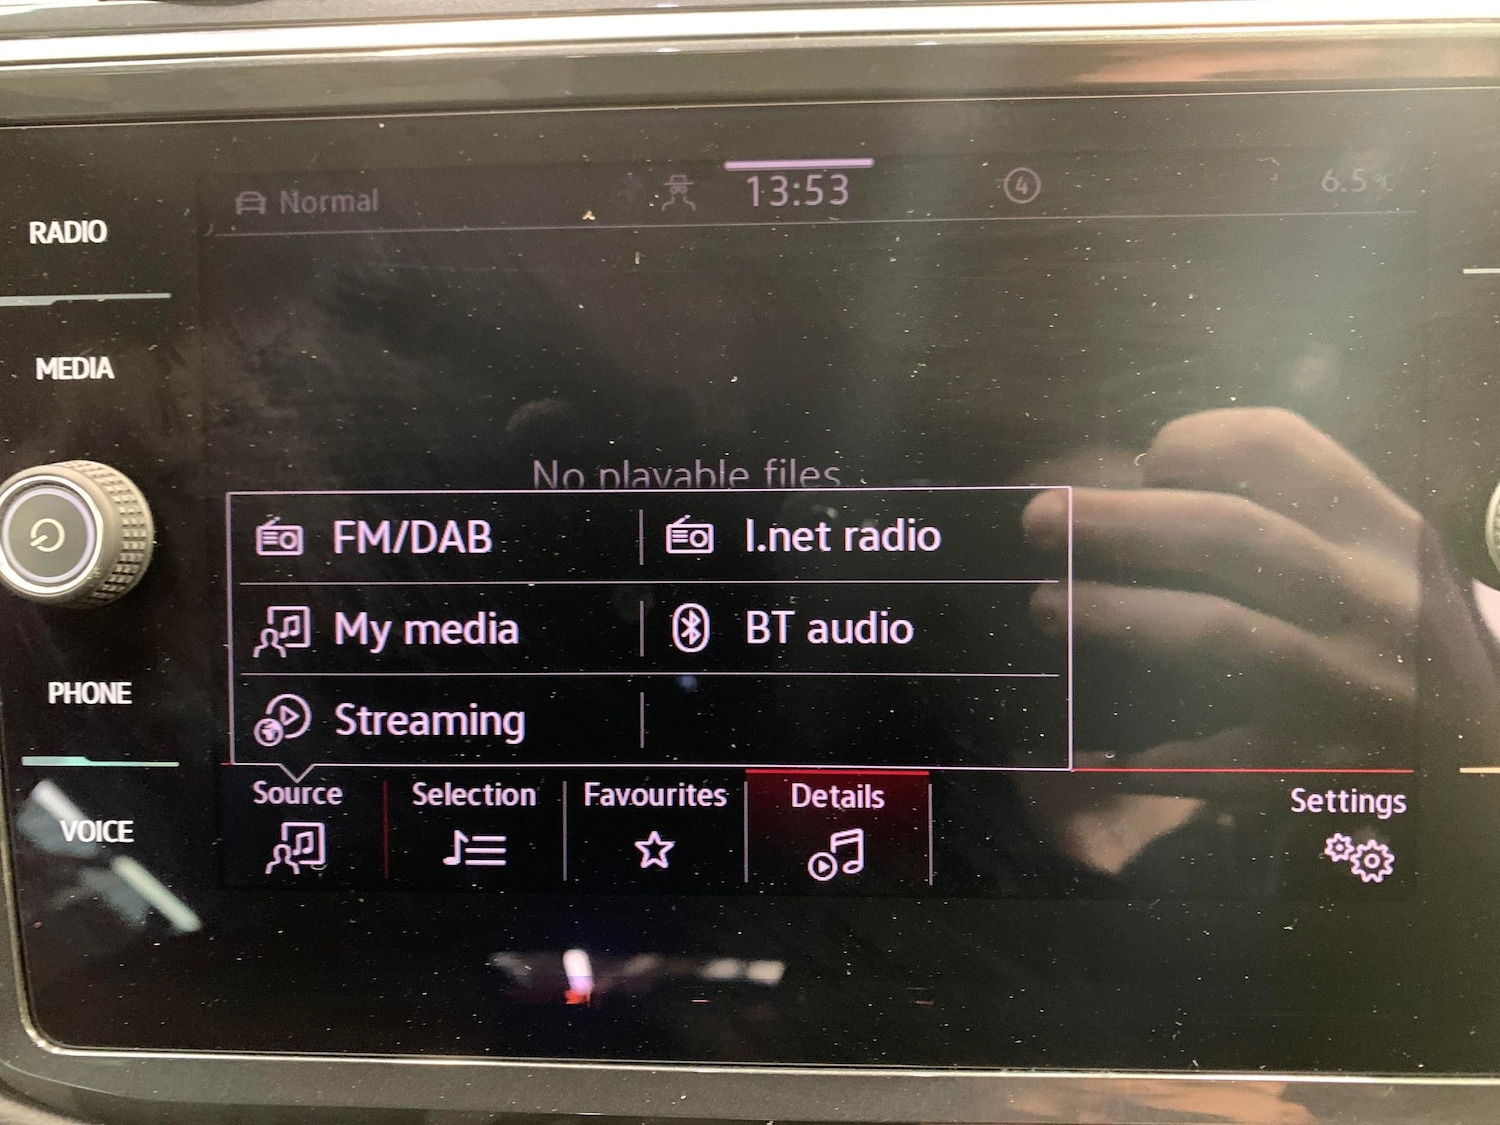 Normal
13:53
4
6.5°C
RADIO
MEDIA
PHONE
VOICE
No playable files
FM/DAB
I.net radio
My media
BT audio
Streaming
Source
Selection
Favourites
Details
Settings